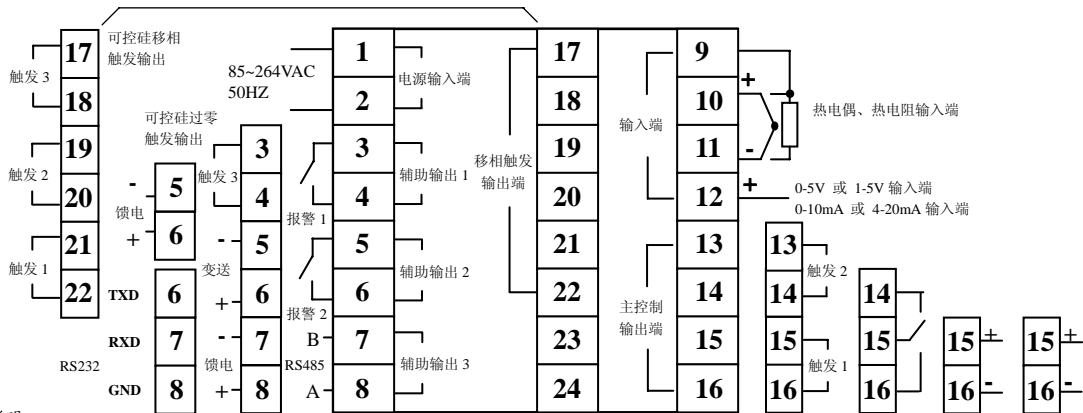 17
18
19
20
21
22
触发 3
触发 2
触发 1
可控硅移相
触发输出
5
6
-
馈电
+
TXD
RXD
GND
RS232
6
7
8
可控硅过零
触发输出
3
4
5
6
7
8
触发 3
-
变送
+
-
馈电
+
85~264VAC
50HZ
报警 1
报警 2
B
RS485
A
1
2
3
4
5
6
7
8
电源输入端
辅助输出 1
辅助输出 2
辅助输出 3
移相触发
输出端
17
18
19
20
21
22
23
24
输入端
主控制
输出端
9
10
11
12
13
14
15
16
+
-
热电偶、热电阻输入端
+
0-5V 或 1-5V 输入端
0-10mA 或 4-20mA 输入端
13
14
15
16
触发 2
触发 1
14
15
16
15
16
+
-
15
16
+
-